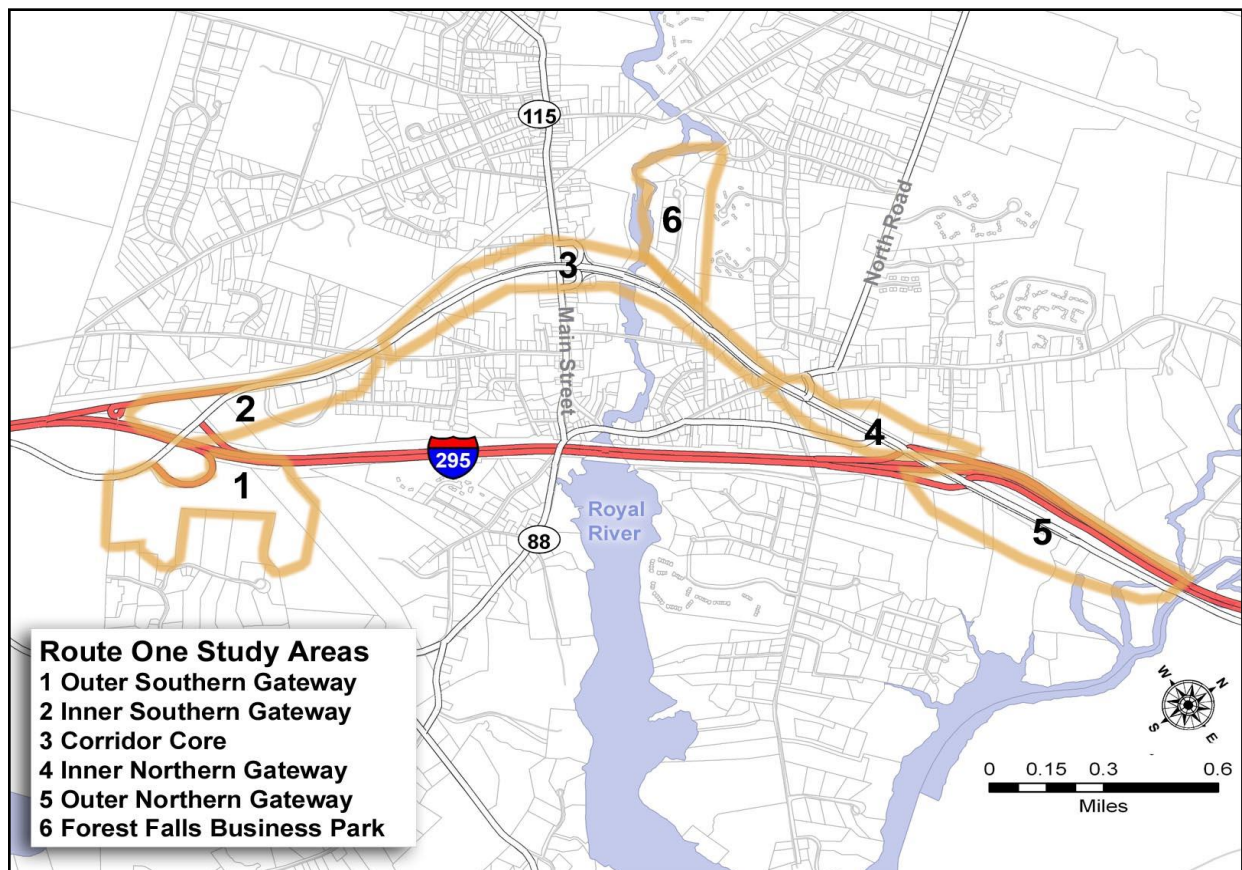 115
6
North Road
3
Main Street
2
4
295
1
Royal
River
5
88
Route One Study Areas
1 Outer Southern Gateway
2 Inner Southern Gateway
3 Corridor Core
4 Inner Northern Gateway
5 Outer Northern Gateway
6 Forest Falls Business Park
W
N
S
E
0 0.15 0.3 0.6
Miles